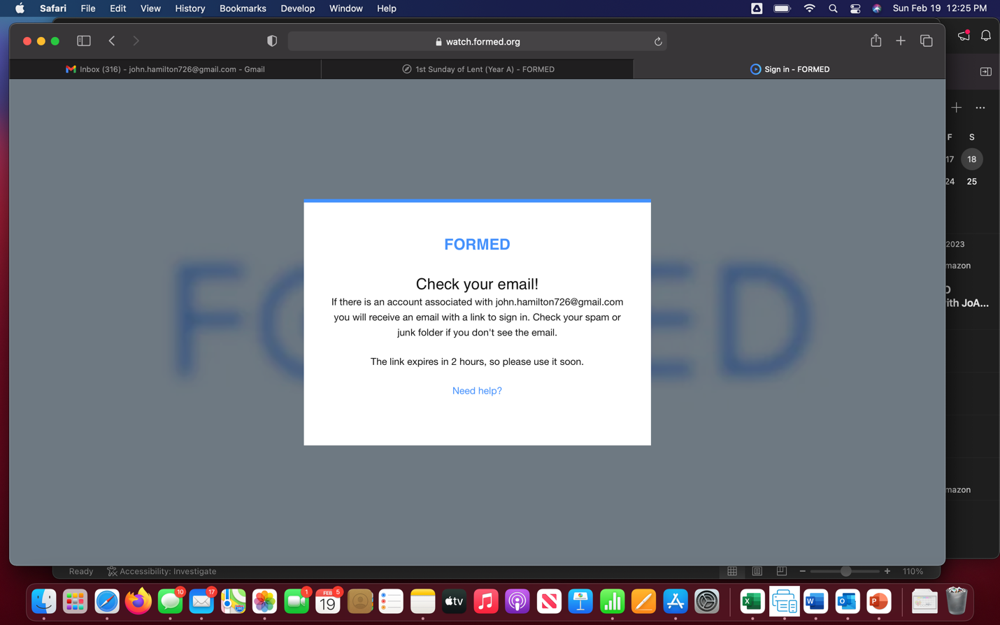 Safari File Edit View History Bookmarks Develop Window Help
Sun Feb 19 12:25 PM
watch.formed.org
Inbox (316) - john.hamilton726@gmail.com - Gmail
1st Sunday of Lent (Year A) - FORMED
Sign in - FORMED
F S
17 18
24 25
2023
mazon
ith JoA...
mazon
FORMED
Check your email!
If there is an account associated with john.hamilton726@gmail.com
you will receive an email with a link to sign in. Check your spam or
junk folder if you don't see the email.
The link expires in 2 hours, so please use it soon.
Need help?
Ready
Accessibility: Investigate
110%
10
17
1
FEB 5
19
tv